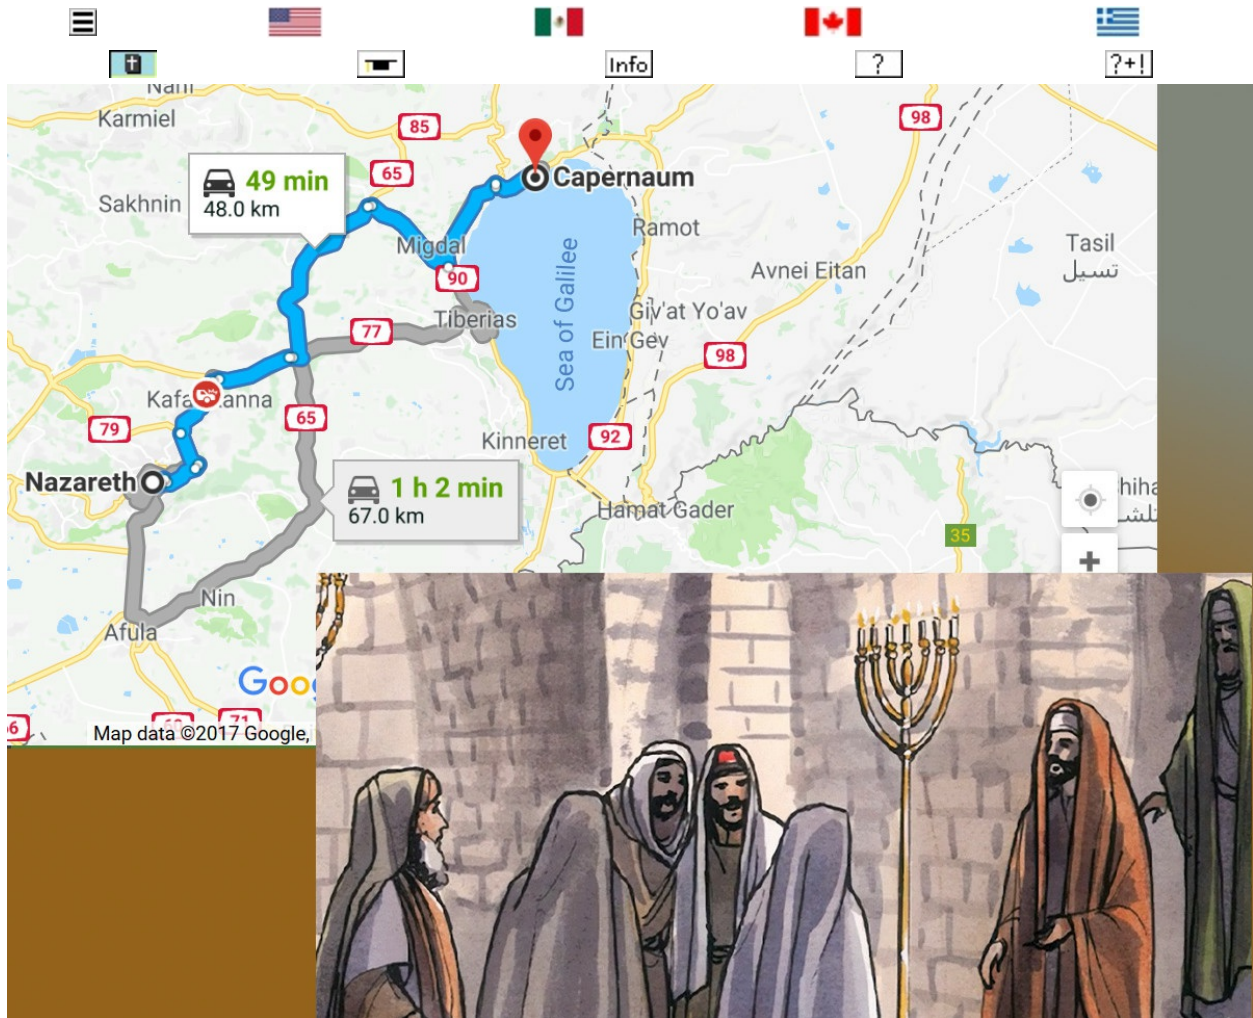 Info
?
?+!
Karmiel
85
98
65
49 min
48.0 km
Capernaum
Sakhnin
Ramot
Migdal
Tasil
تسيل
90
Avnei Eitan
Sea of Galilee
Giv'at Yo'av
Tiberias
77
Ein Gev
98
65
79
Kinneret
92
Nazareth
1 h 2 min
67.0 km
Hamat Gader
35
Nin
Afula
71
Map data ©2017 Google,